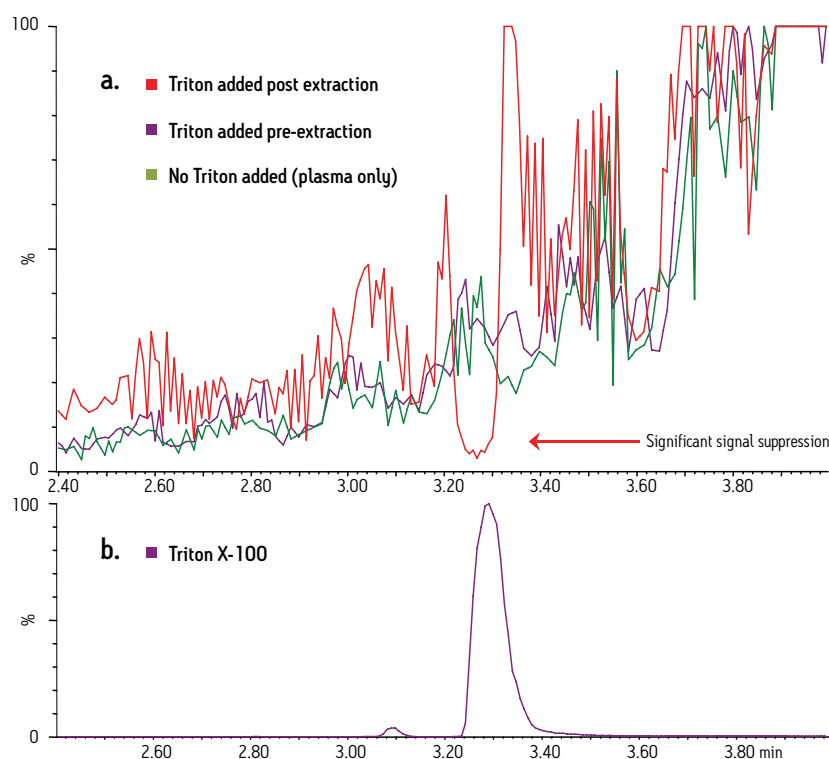 100
a. Triton added post extraction
Triton added pre-extraction
No Triton added (plasma only)
%
Significant signal suppression
0
2.40 2.60 2.80 3.00 3.20 3.40 3.60 3.80
100
b. Triton X-100
%
0
2.60 2.80 3.00 3.20 3.40 3.60 3.80 min